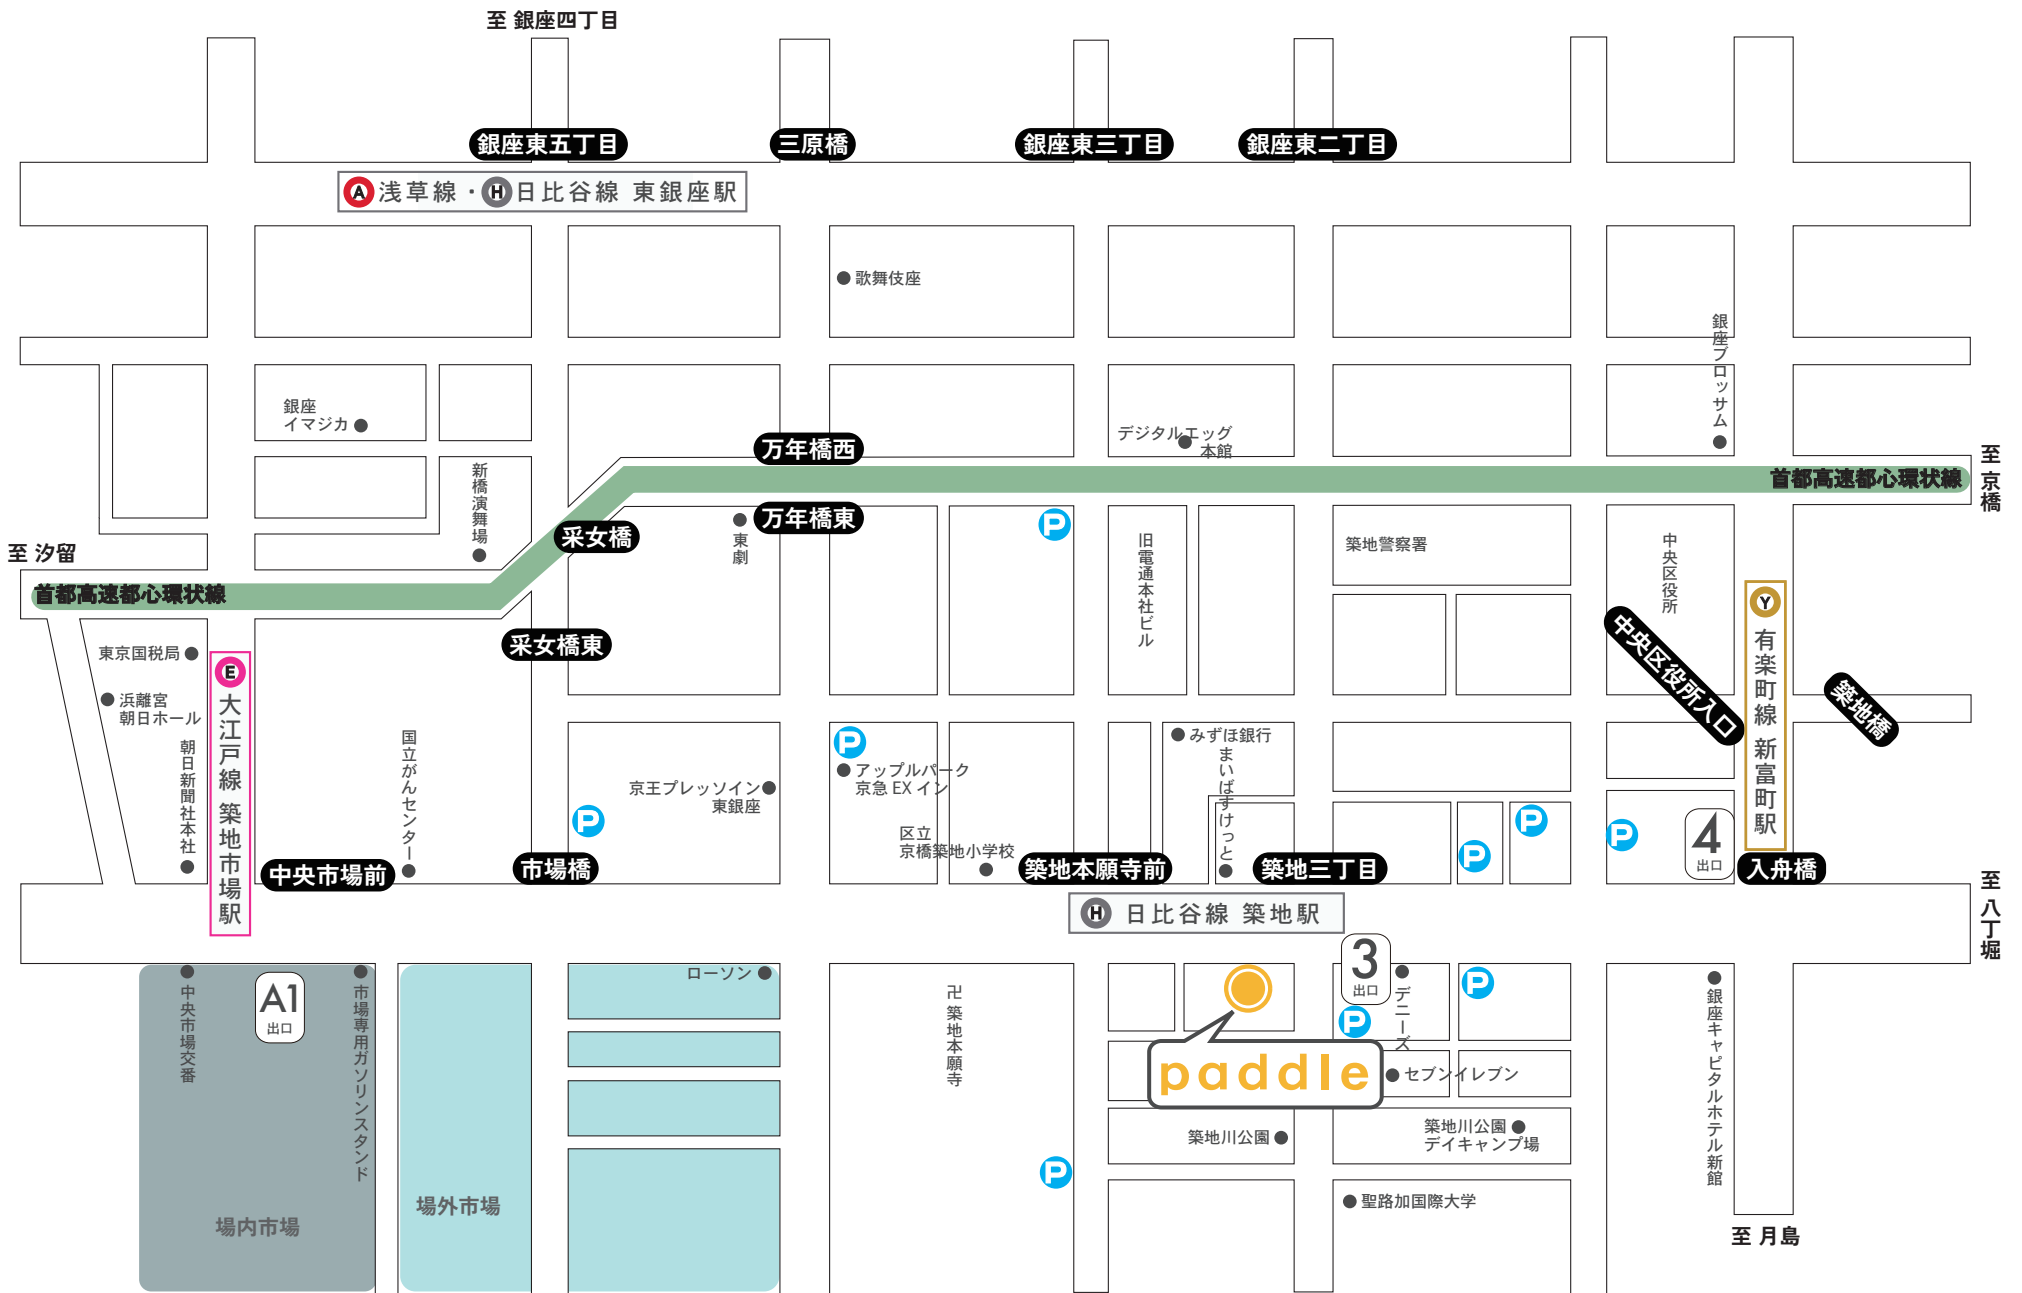 至 銀座四丁目
銀座東五丁目
三原橋
銀座東三丁目
銀座東二丁目
A 浅草線・H 日比谷線 東銀座駅
歌舞伎座
銀座ブロッサム
銀座
イマジカ
デジタルエッグ
本館
万年橋西
新橋演舞場
首都高速都心環状線
至 京橋
万年橋東
采女橋
東劇
P
旧電通本社ビル
築地警察署
中央区役所
至 汐留
首都高速都心環状線
采女橋東
中央区役所入口
Y 有楽町線 新富町駅
築地橋
東京国税局
浜離宮
朝日ホール
朝日新聞社本社
E 大江戸線 築地市場駅
国立がんセンター
京王プレッソイン
東銀座
P
P
アップルパーク
京急 EX イン
区立
京橋築地小学校
みずほ銀行
まいばすけっと
P
P
P
4
出口
中央市場前
市場橋
築地本願寺前
築地三丁目
入舟橋
至 八丁堀
H 日比谷線 築地駅
中央市場交番
A1
出口
市場専用ガソリンスタンド
ローソン
卍 築地本願寺
3
出口
デニーズ
P
P
銀座キャピタルホテル新館
paddle
セブンイレブン
築地川公園
築地川公園
デイキャンプ場
P
聖路加国際大学
場内市場
場外市場
至 月島